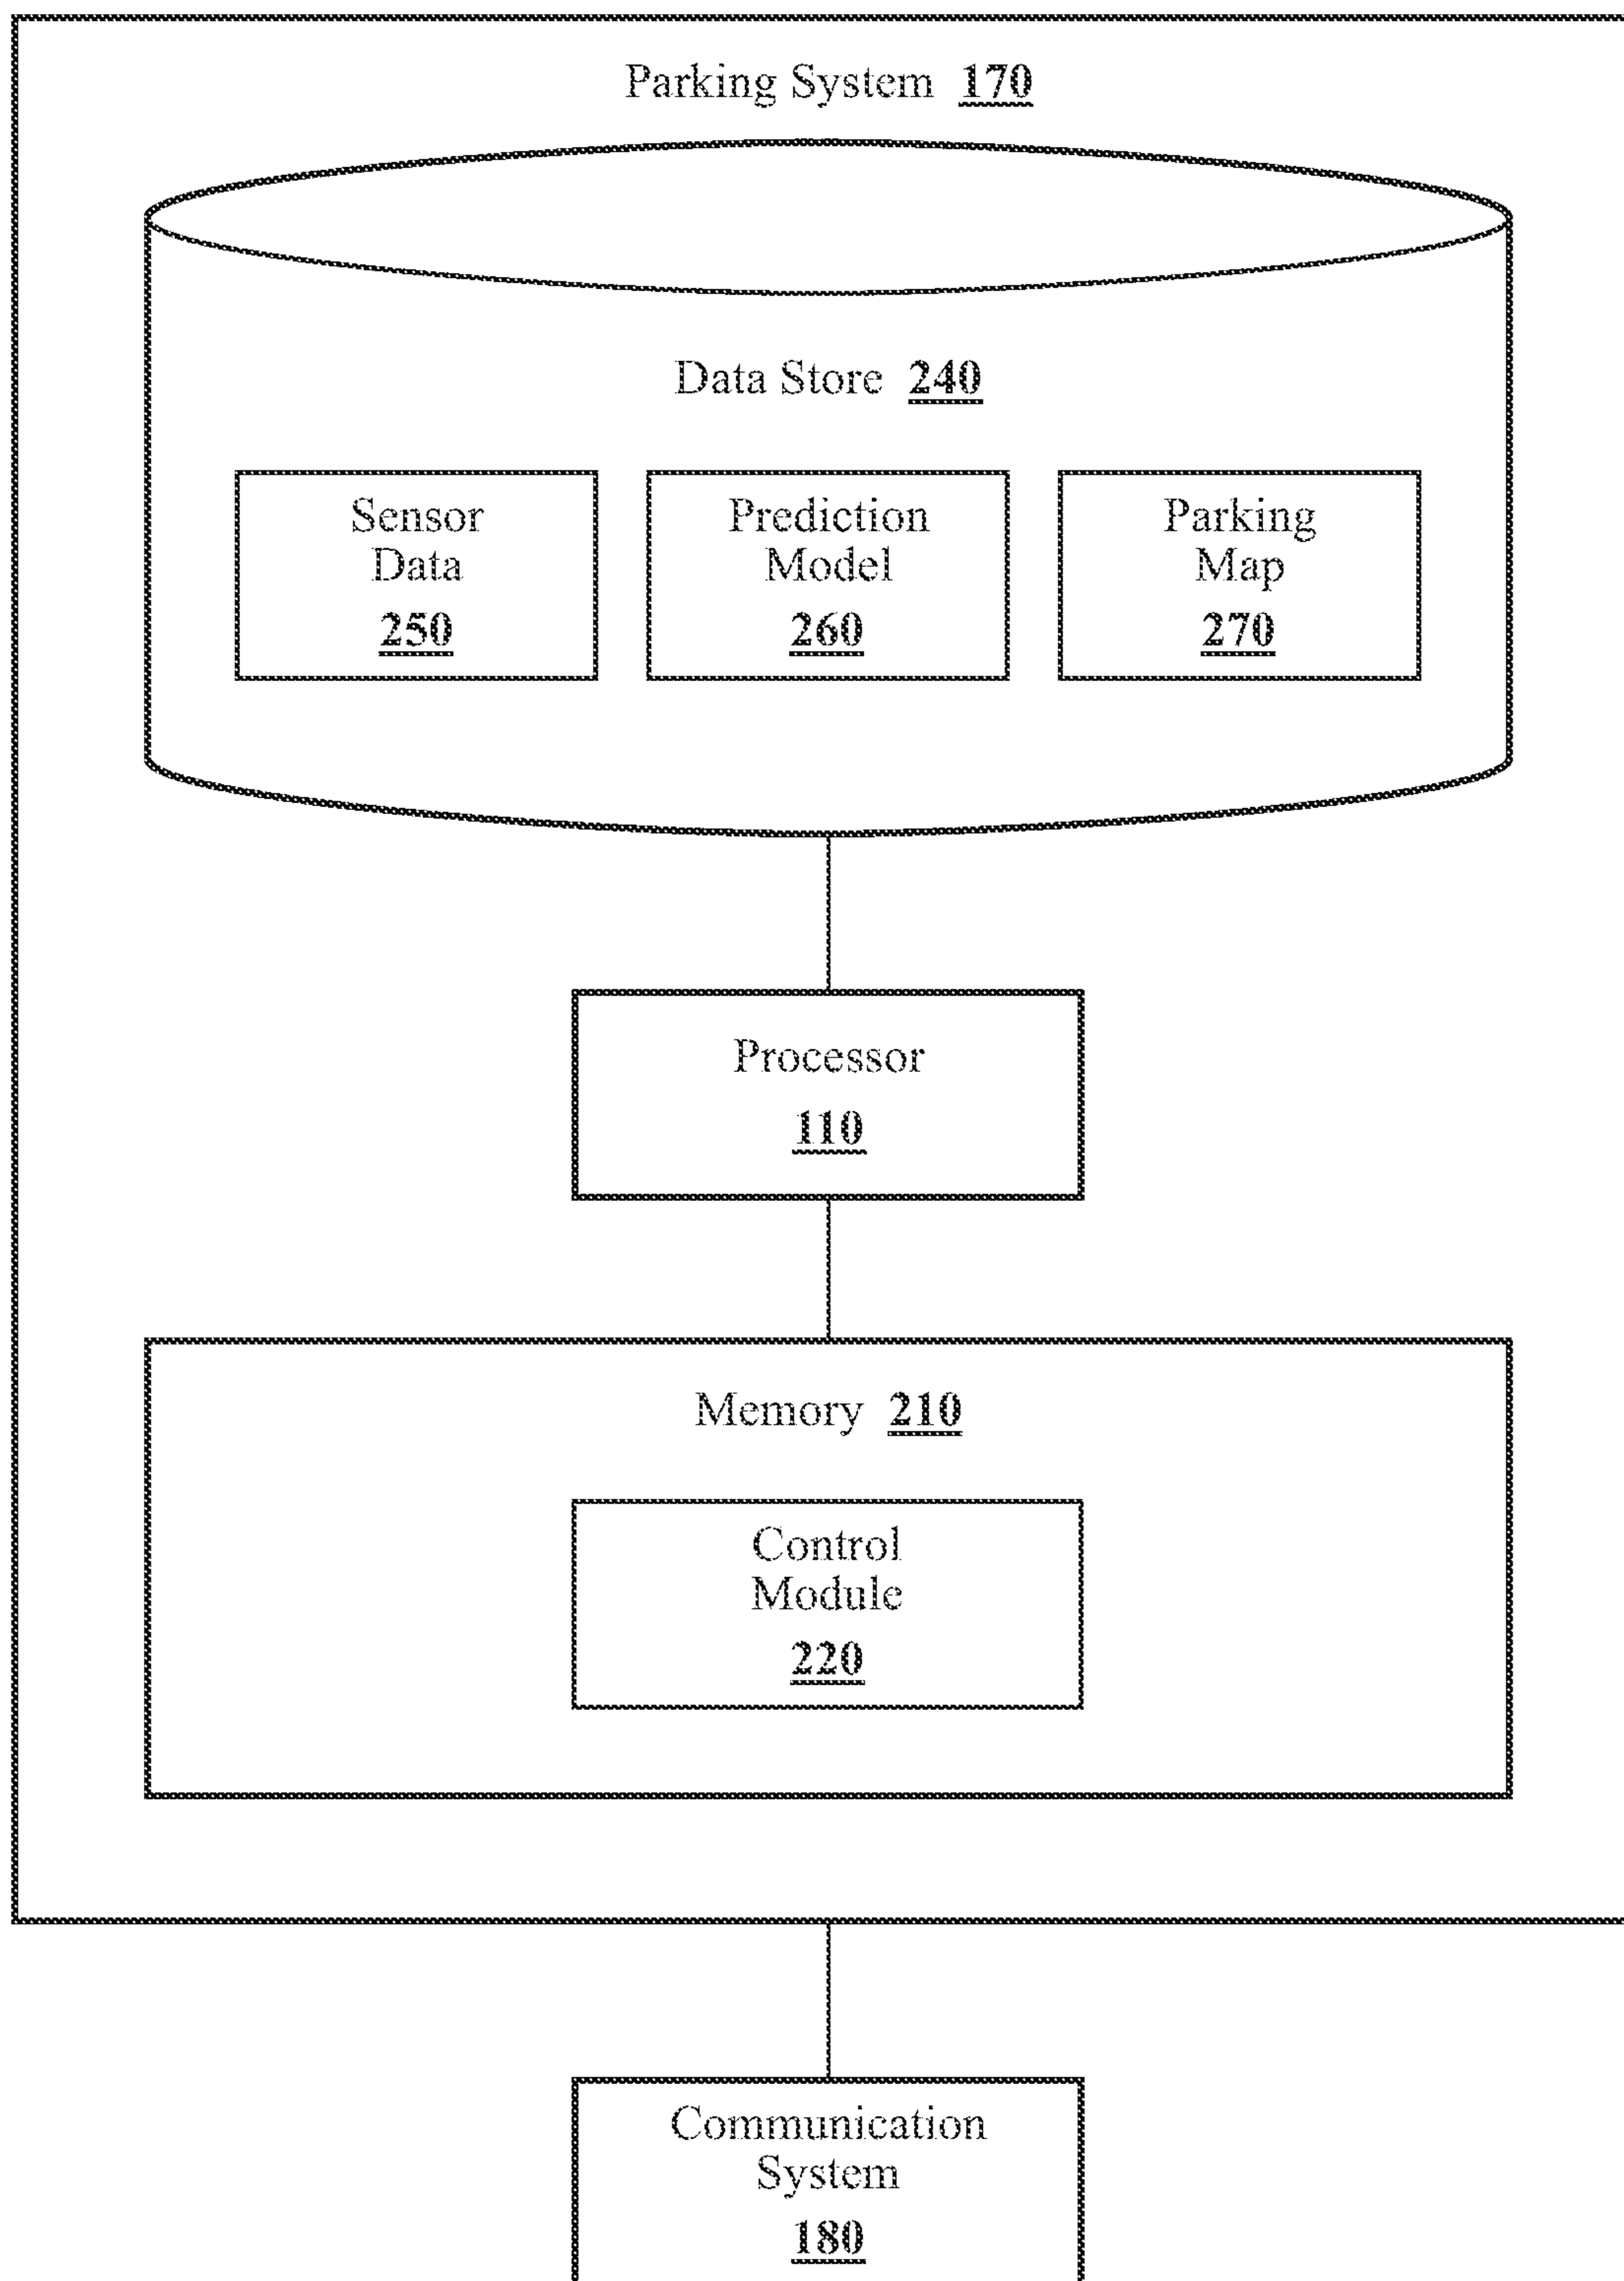 Parking System 170
Data Store 240
Sensor
Data
250
Prediction
Model
260
Parking
Map
270
Processor
110
Memory 210
Control
Module
220
Communication
System
180